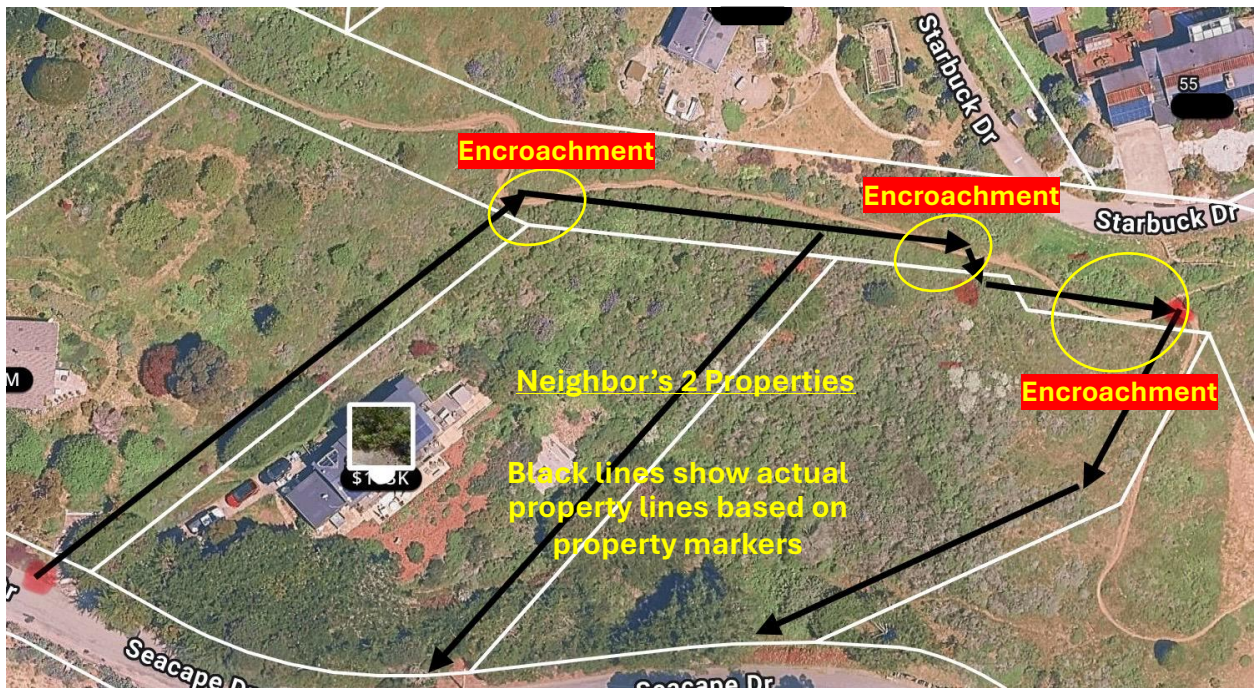 Starbuck Dr
55
Encroachment
Encroachment
Starbuck Dr
Encroachment
M
Neighbor's 2 Properties
Black lines show actual
property lines based on
property markers
Seacape Dr
Seacape Dr